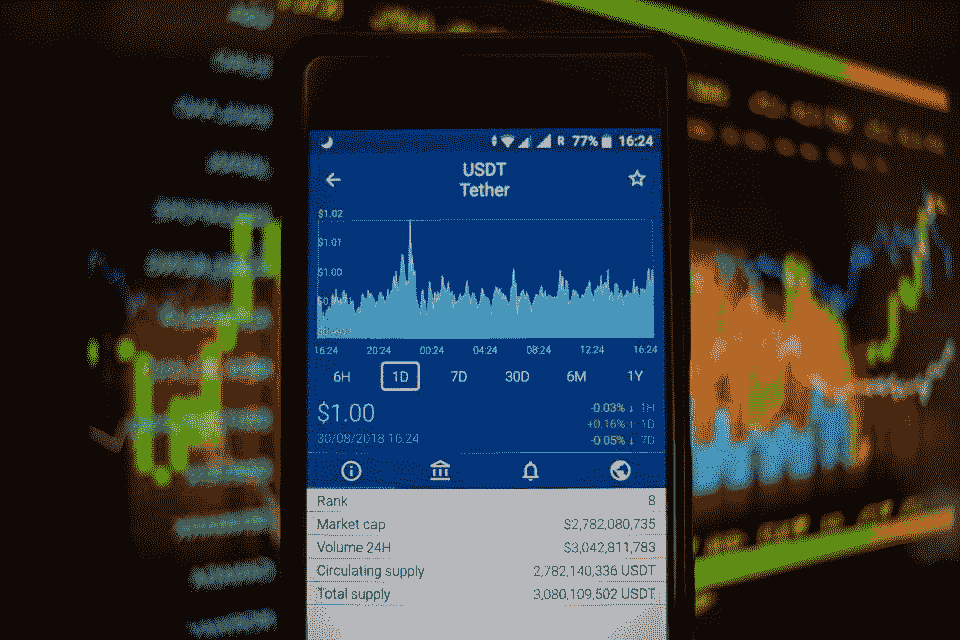 R 77% 16:24
USDT
Tether
$1.02
$1.01
$1.00
16:24 20:24 00:24 04:24 08:24 12:24 16:24
6H 1D 7D 30D 6M 1Y
$1.00
-0.03% ↓ 1H
30/08/2018 16:24
+0.16% ↑ 1D
-0.05% ↓ 7D
Rank 8
Market cap $2,782,080,735
Volume 24H $3,042,811,783
Circulating supply 2,782,140,336 USDT
Total supply 3,080,109,502 USDT